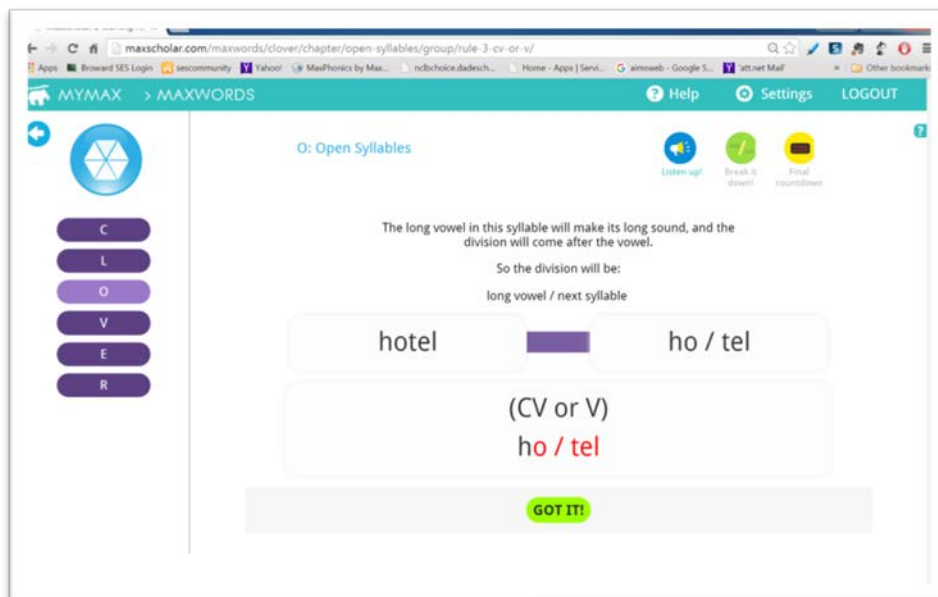 maxscholar.com/maxwords/clover/chapter/open-syllables/group/rule-3-cv-or-v/
Apps Broward SES Login sescommunity Yahoo! MaxPhonics by Max... nclbchoice.dadesch... Home - Apps | Servi... aimsweb - Google S... 'att.net Mail' » Other bookmark
MYMAX > MAXWORDS ? Help Settings LOGOUT
?
O: Open Syllables
Listen up! Break it down! Final countdown
C
L
O
V
E
R
The long vowel in this syllable will make its long sound, and the
division will come after the vowel.
So the division will be:
long vowel / next syllable
hotel ho / tel
(CV or V)
ho / tel
GOT IT!